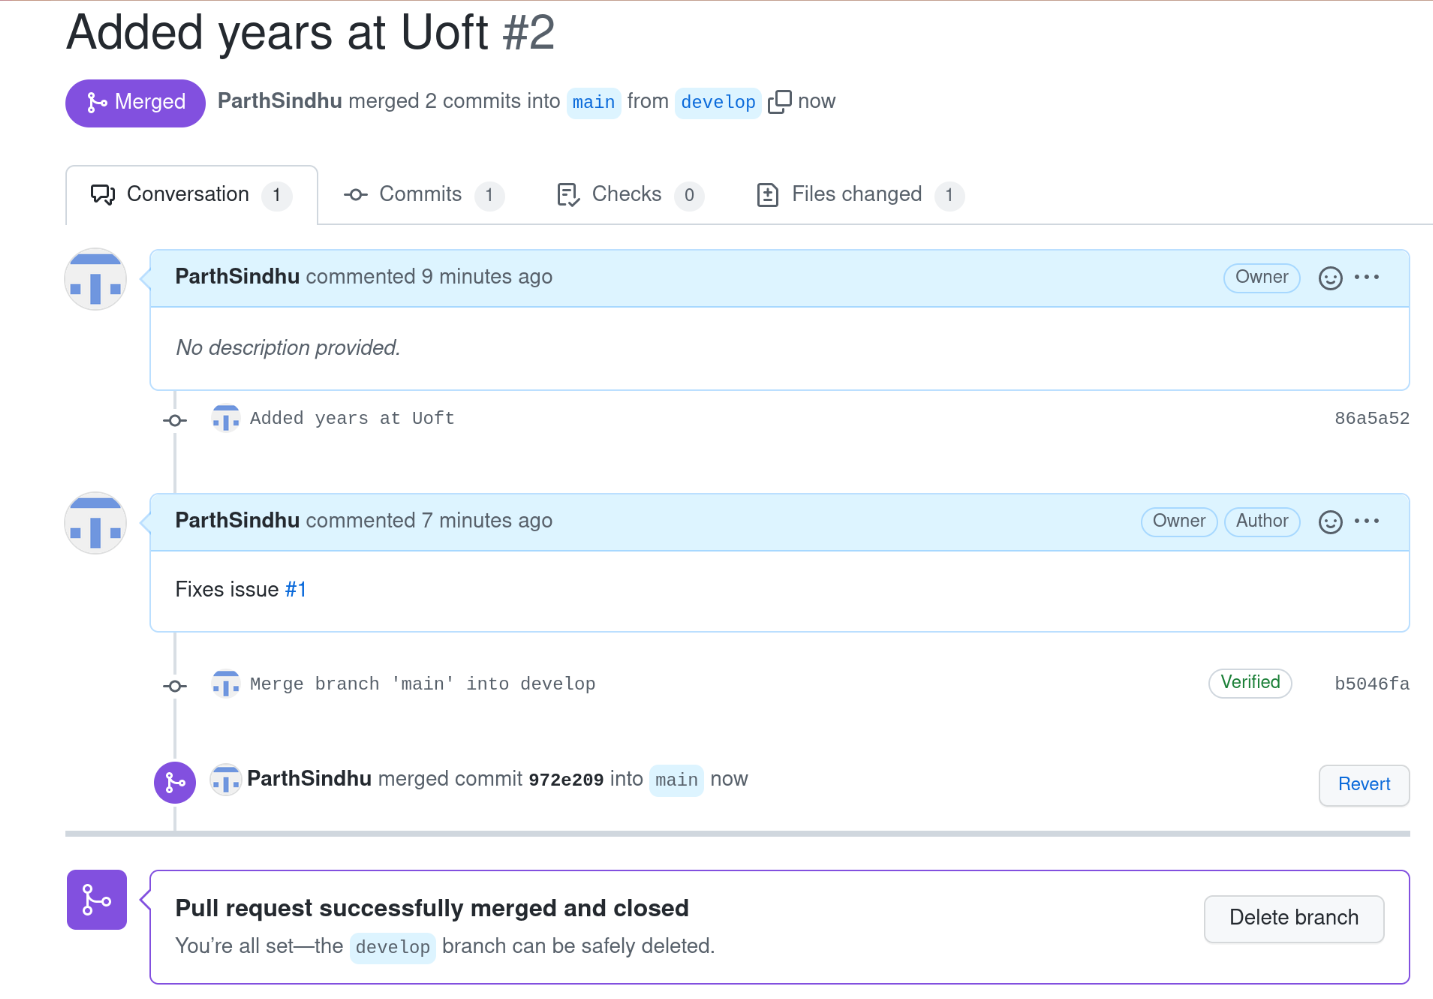 Added years at Uoft #2
Merged ParthSindhu merged 2 commits into main from develop now
Conversation 1 Commits 1 Checks 0 Files changed 1
ParthSindhu commented 9 minutes ago Owner
No description provided.
Added years at Uoft 86a5a52
ParthSindhu commented 7 minutes ago Owner Author
Fixes issue #1
Merge branch 'main' into develop Verified b5046fa
ParthSindhu merged commit 972e209 into main now Revert
Pull request successfully merged and closed
You're all set—the develop branch can be safely deleted. Delete branch